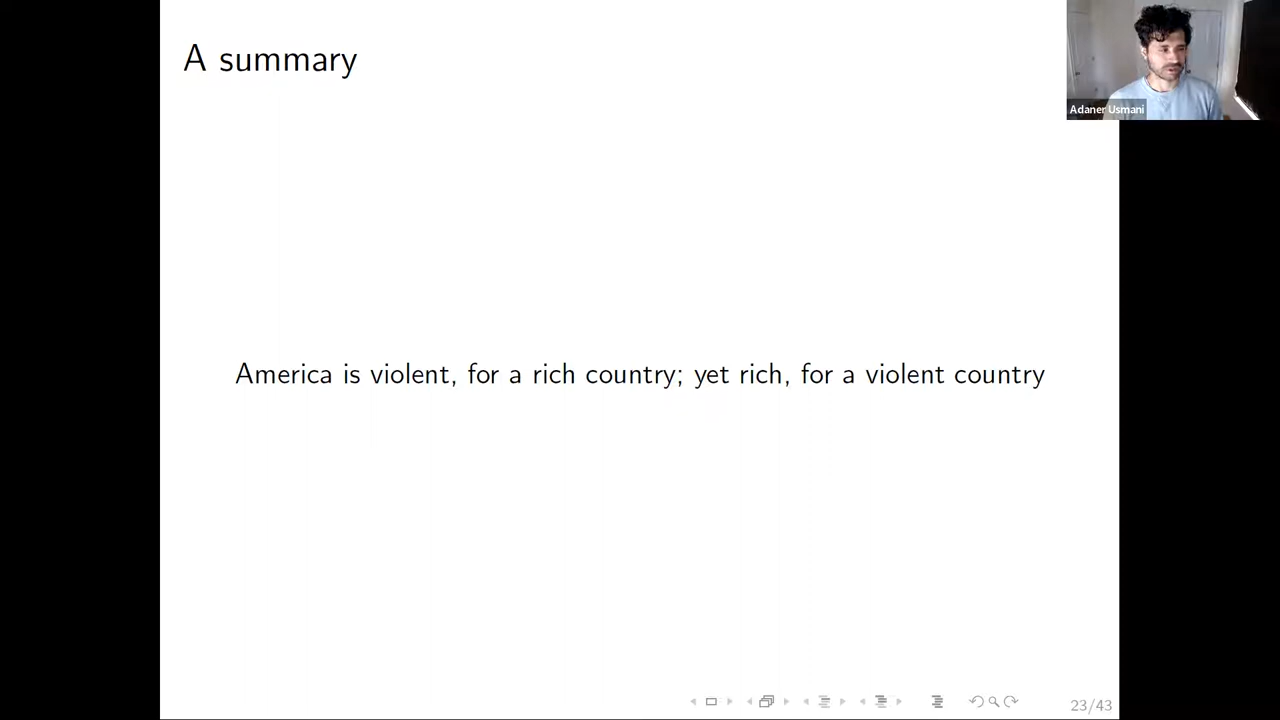 A summary
Adaner Usmani
America is violent, for a rich country; yet rich, for a violent country
23/43